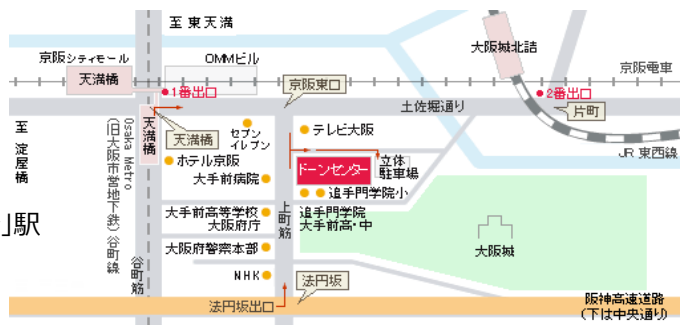 至 東天満
京阪シティモール
天満橋
OMMビル
大阪城北詰
京阪電車
1番出口
京阪東口
2番出口
土佐堀通り
片町
至 淀屋橋
天満橋
天満橋
セブン
イレブン
テレビ大阪
JR 東西線
Osaka Metro
(旧大阪市営地下鉄)谷町線
ホテル京阪
ドーンセンター
立体
駐車場
大手前病院
追手門学院小
大手前高等学校
大阪府庁
上町筋
追手門学院
大手前高・中
」駅
大阪府警察本部
大阪城
谷町筋
NHK
法円坂
法円坂出口
阪神高速道路
(下は中央通り)